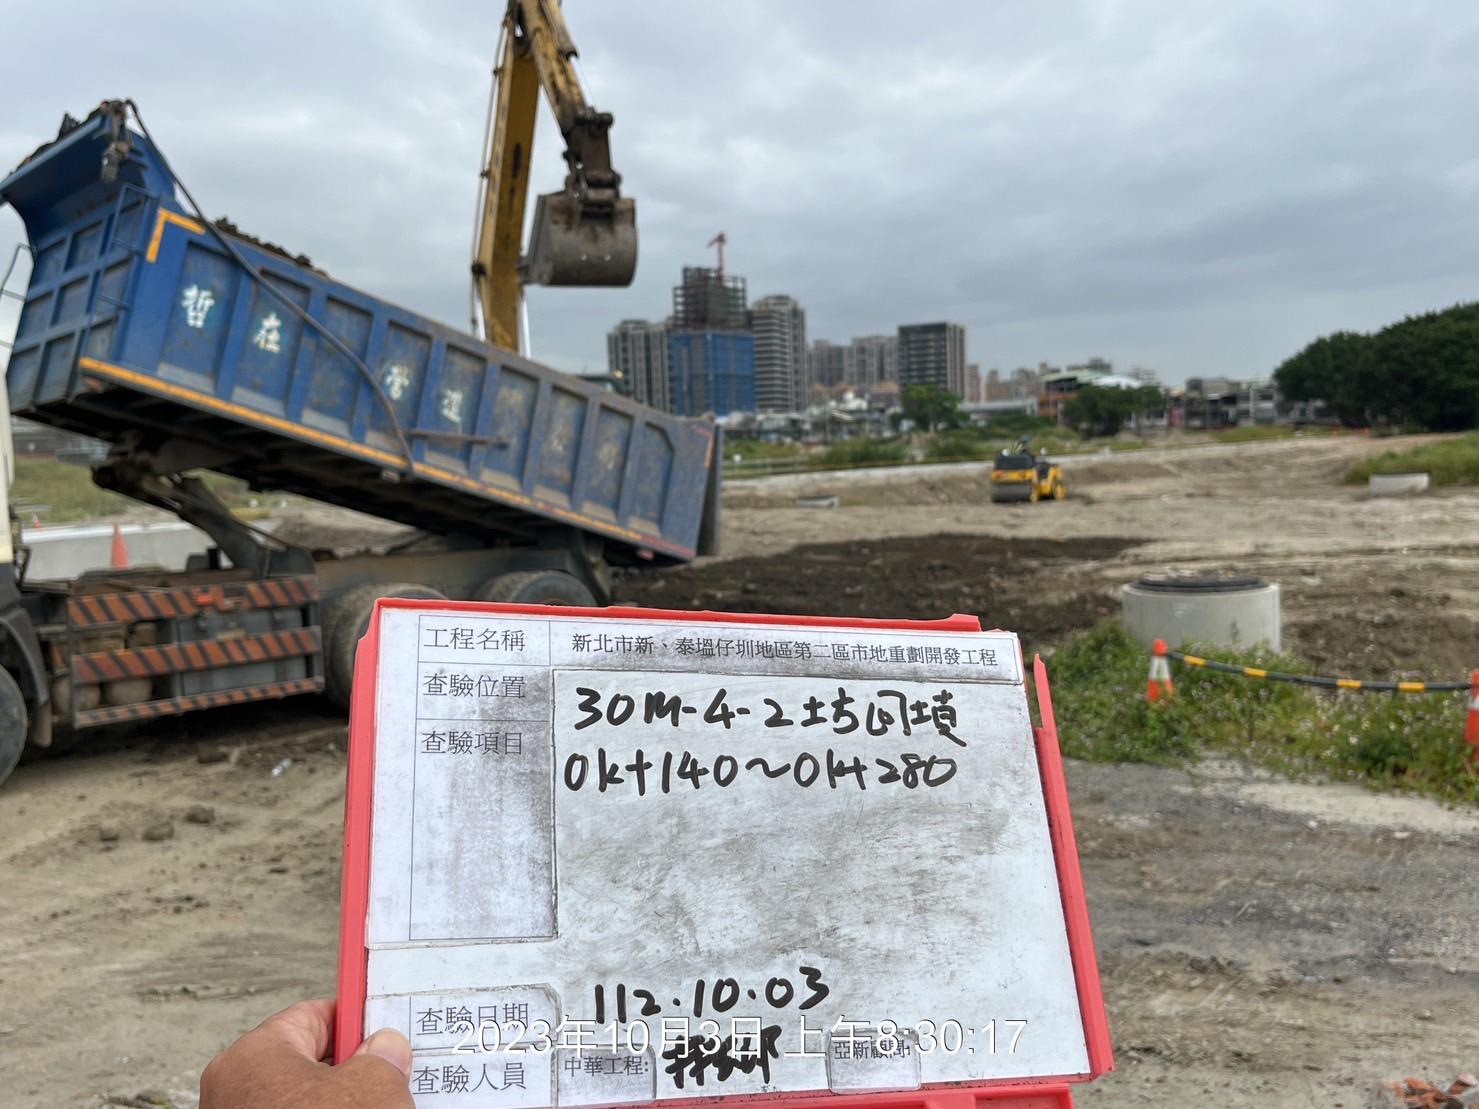 哲 在 營 造
工程名稱 新北市新、泰塭仔圳地區第二區市地重劃開發工程
查驗位置 30M-4-2 土方回填
查驗項目 0k+140~0k+280
查驗日期 112.10.03
2023年10月3日 上午8:30:17
查驗人員 中華工程: 亞新顧問: